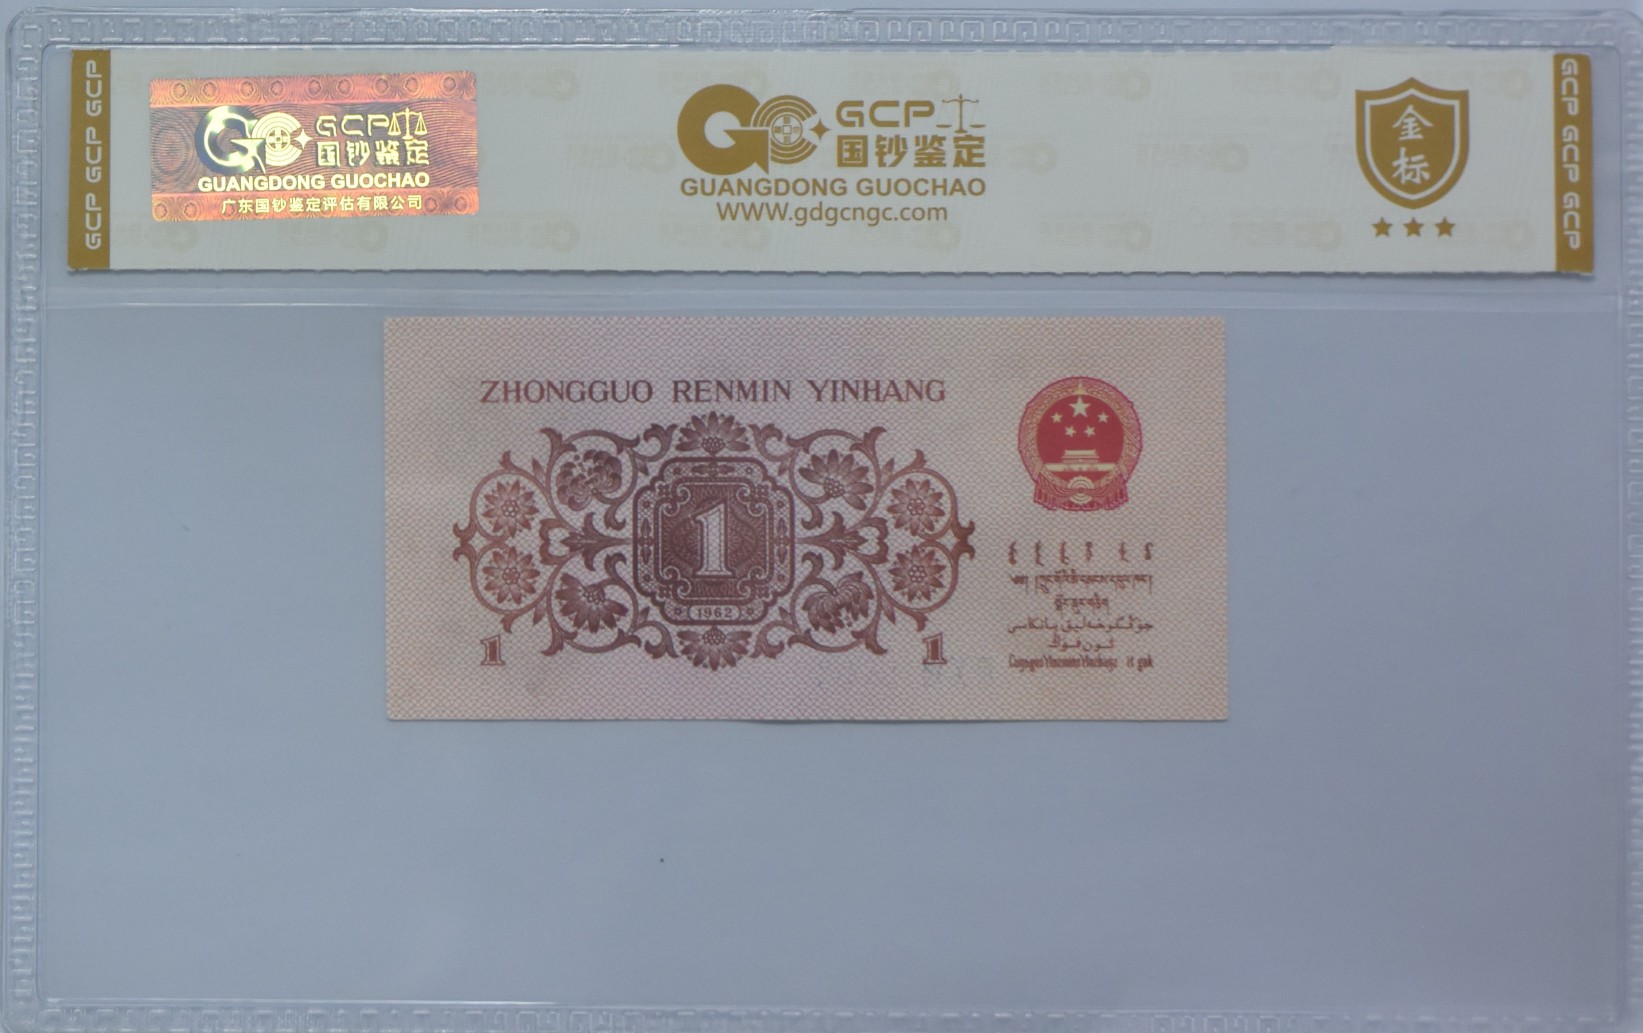 GCP GCP GCP
GCP
国钞鉴定
GUANGDONG GUOCHAO
广东国钞鉴定评估有限公司
GCP
国钞鉴定
GUANGDONG GUOCHAO
WWW.gdgcngc.com
金标
GCP GCP GCP GCP
ZHONGGUO RENMIN YINHANG
1
1962
1 1